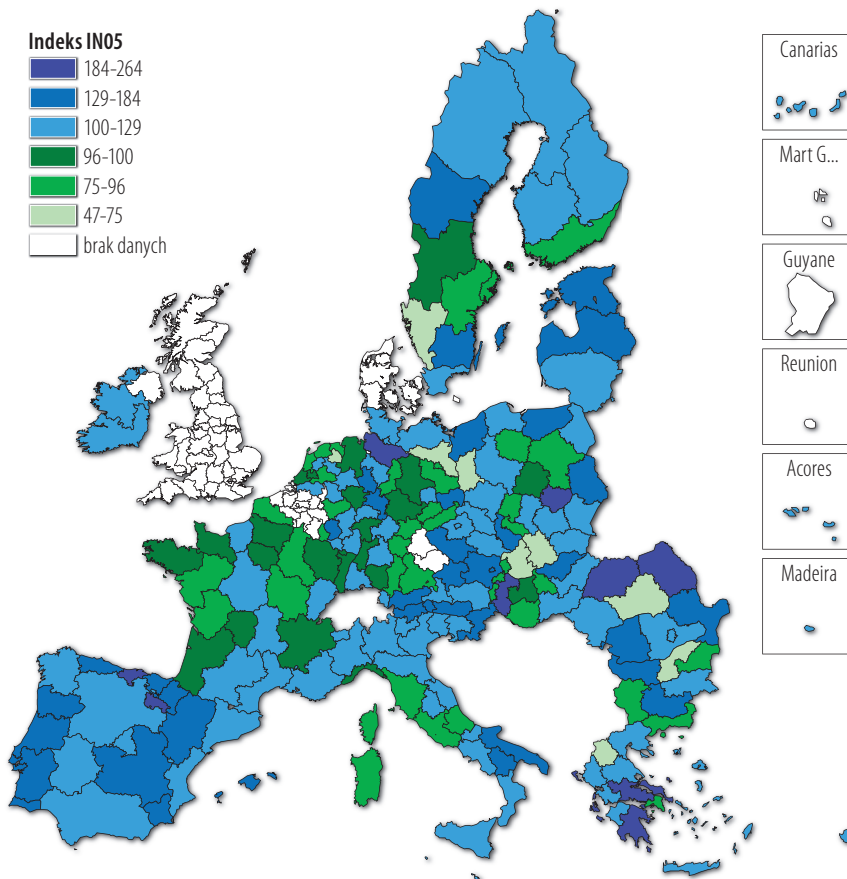 Indeks IN05
184-264
129-184
100-129
96-100
75-96
47-75
brak danych
Canarias
Mart G...
Guyane
Reunion
Acores
Madeira